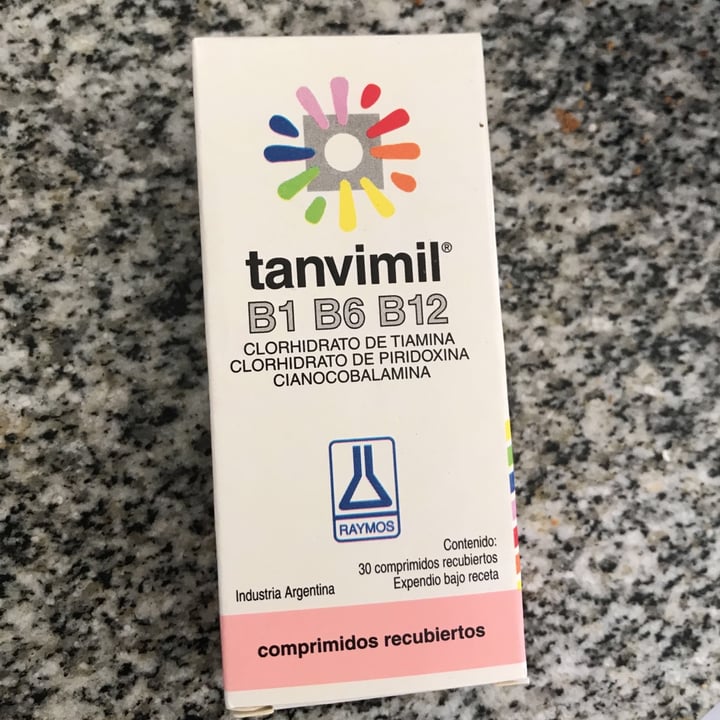 tanvimil®
B1 B6 B12
CLORHIDRATO DE TIAMINA
CLORHIDRATO DE PIRIDOXINA
CIANOCOBALAMINA
RAYMOS
Contenido:
30 comprimidos recubiertos
Expendio bajo receta
Industria Argentina
comprimidos recubiertos